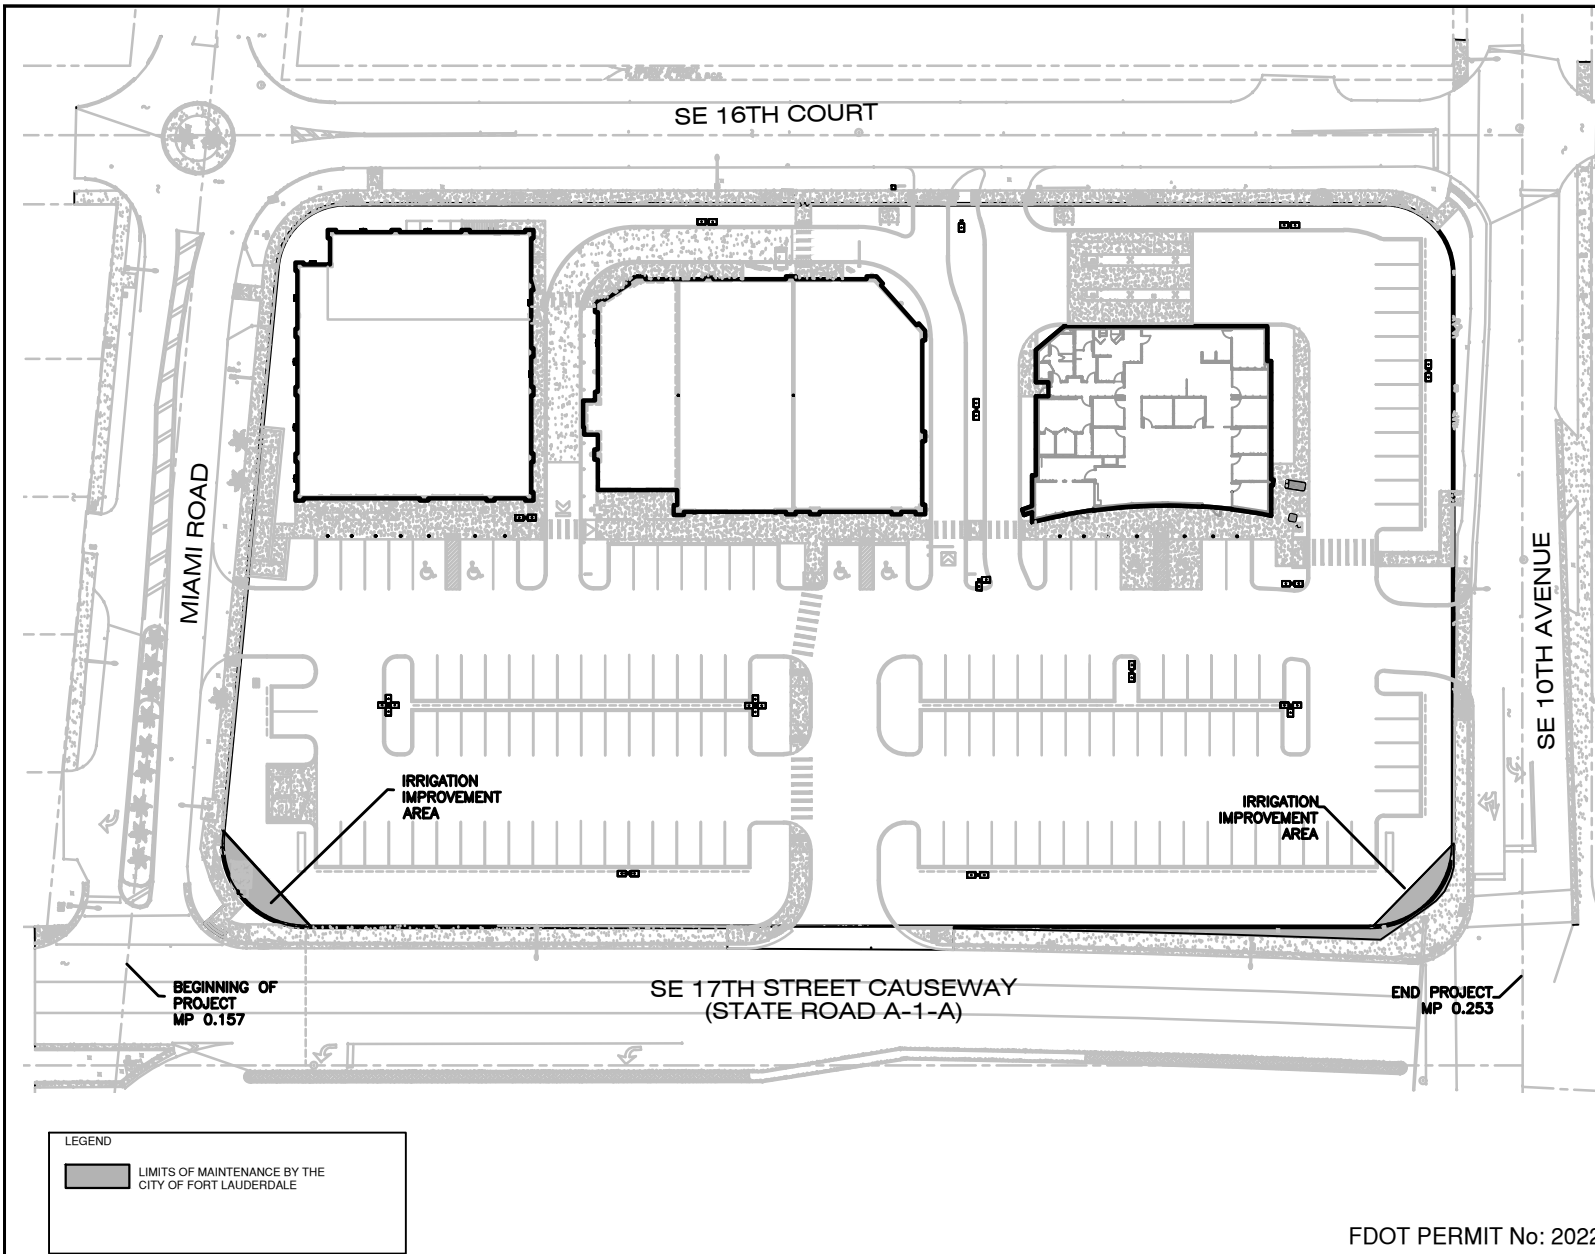 SE 16TH COURT
MIAMI ROAD
SE 10TH AVENUE
IRRIGATION
IMPROVEMENT
AREA
IRRIGATION
IMPROVEMENT
AREA
BEGINNING OF
PROJECT
MP 0.157
SE 17TH STREET CAUSEWAY
(STATE ROAD A-1-A)
END PROJECT
MP 0.253
LEGEND
LIMITS OF MAINTENANCE BY THE
CITY OF FORT LAUDERDALE
FDOT PERMIT No: 2022